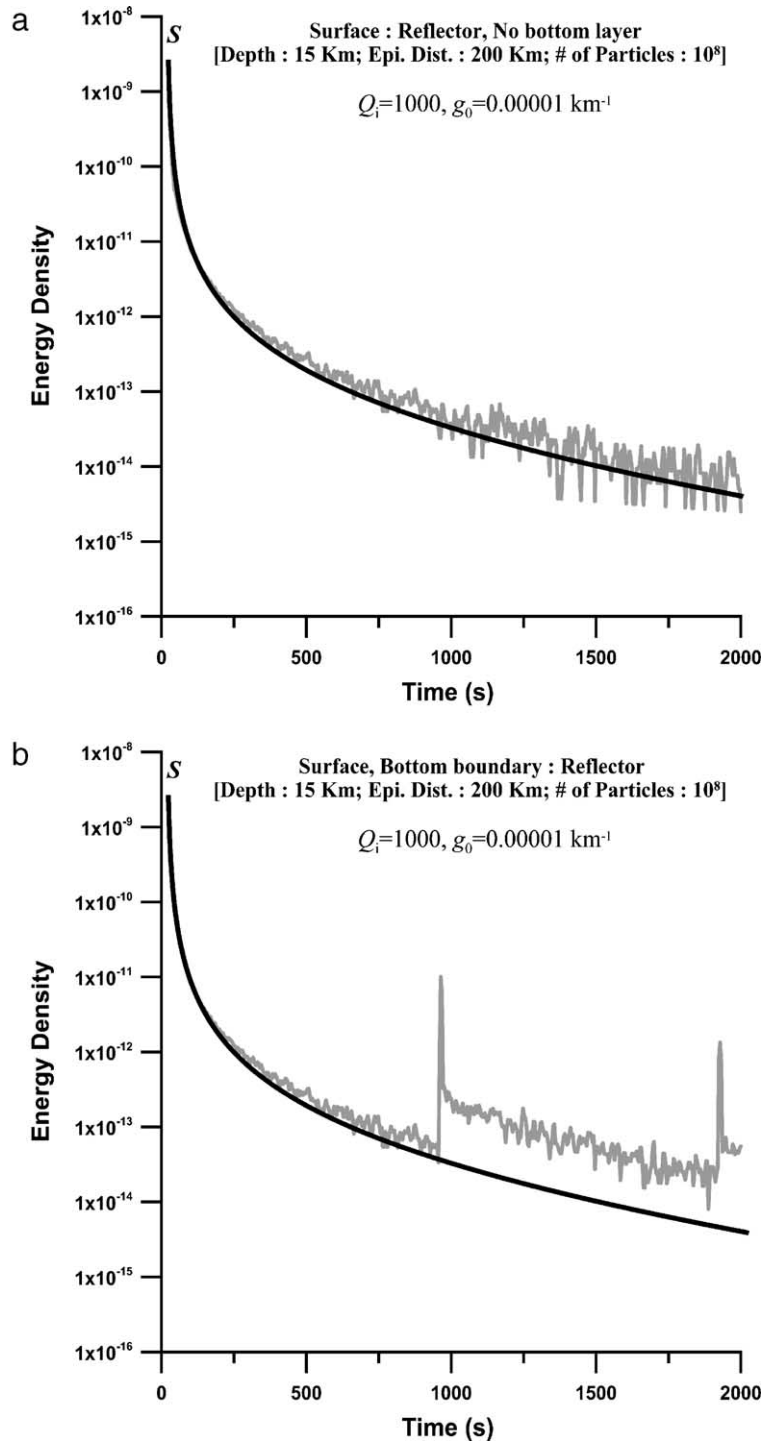 a
S
Surface : Reflector, No bottom layer
[Depth : 15 Km; Epi. Dist. : 200 Km; # of Particles : 10⁸]
Qᵢ=1000, g₀=0.00001 km⁻¹
1x10⁻⁸
1x10⁻⁹
1x10⁻¹⁰
1x10⁻¹¹
1x10⁻¹²
1x10⁻¹³
1x10⁻¹⁴
1x10⁻¹⁵
1x10⁻¹⁶
Energy Density
0 500 1000 1500 2000
Time (s)
b
S
Surface, Bottom boundary : Reflector
[Depth : 15 Km; Epi. Dist. : 200 Km; # of Particles : 10⁸]
Qᵢ=1000, g₀=0.00001 km⁻¹
1x10⁻⁸
1x10⁻⁹
1x10⁻¹⁰
1x10⁻¹¹
1x10⁻¹²
1x10⁻¹³
1x10⁻¹⁴
1x10⁻¹⁵
1x10⁻¹⁶
Energy Density
0 500 1000 1500 2000
Time (s)